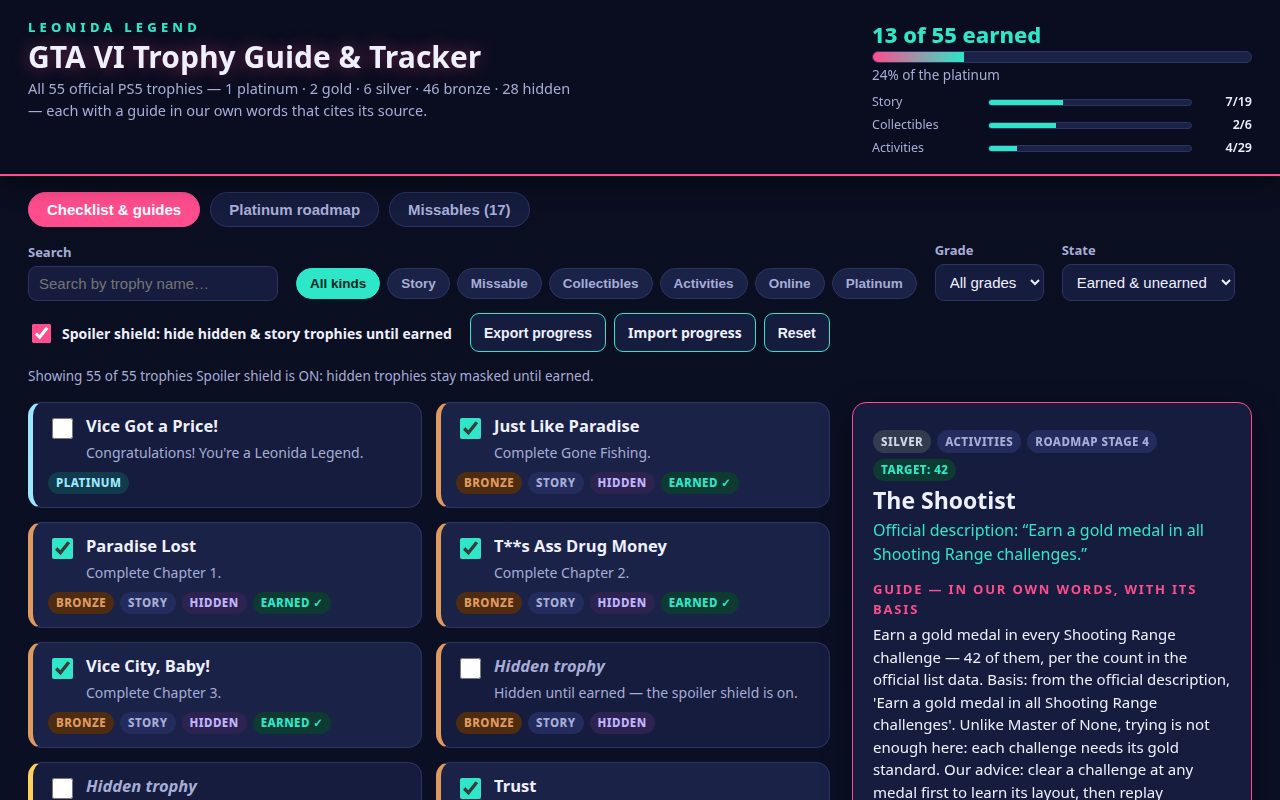 LEONIDA LEGEND
GTA VI Trophy Guide & Tracker
All 55 official PS5 trophies — 1 platinum · 2 gold · 6 silver · 46 bronze · 28 hidden
— each with a guide in our own words that cites its source.
13 of 55 earned
24% of the platinum
Story 7/19
Collectibles 2/6
Activities 4/29
Checklist & guides Platinum roadmap Missables (17)
Search
Search by trophy name…
All kinds Story Missable Collectibles Activities Online Platinum
Grade
All grades
State
Earned & unearned
Spoiler shield: hide hidden & story trophies until earned
Export progress Import progress Reset
Showing 55 of 55 trophies Spoiler shield is ON: hidden trophies stay masked until earned.
Vice Got a Price!
Congratulations! You're a Leonida Legend.
PLATINUM
Just Like Paradise
Complete Gone Fishing.
BRONZE STORY HIDDEN EARNED ✓
Paradise Lost
Complete Chapter 1.
BRONZE STORY HIDDEN EARNED ✓
T**s Ass Drug Money
Complete Chapter 2.
BRONZE STORY HIDDEN EARNED ✓
Vice City, Baby!
Complete Chapter 3.
BRONZE STORY HIDDEN EARNED ✓
Hidden trophy
Hidden until earned — the spoiler shield is on.
BRONZE STORY HIDDEN
Hidden trophy
Trust
SILVER ACTIVITIES ROADMAP STAGE 4
TARGET: 42
The Shootist
Official description: “Earn a gold medal in all
Shooting Range challenges.”
GUIDE — IN OUR OWN WORDS, WITH ITS
BASIS
Earn a gold medal in every Shooting Range
challenge — 42 of them, per the count in the
official list data. Basis: from the official description,
'Earn a gold medal in all Shooting Range
challenges'. Unlike Master of None, trying is not
enough here: each challenge needs its gold
standard. Our advice: clear a challenge at any
medal first to learn its layout, then replay